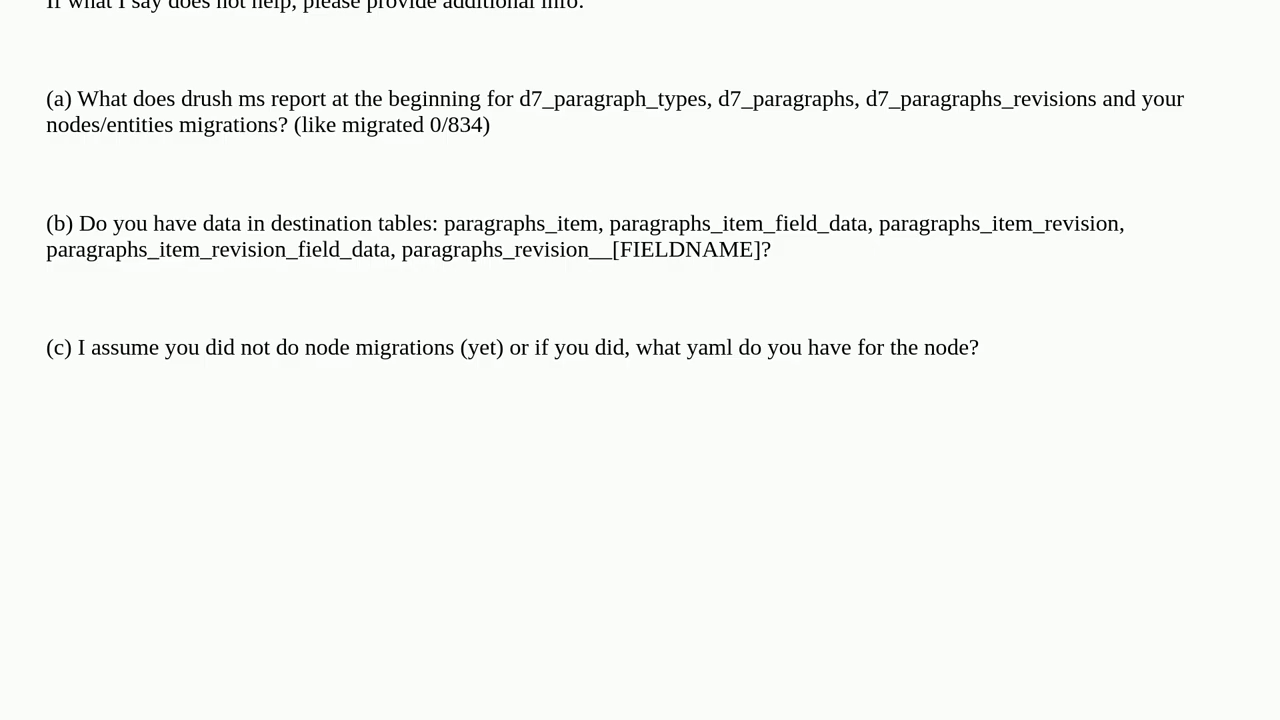 If what I say does not help, please provide additional info:
(a) What does drush ms report at the beginning for d7_paragraph_types, d7_paragraphs, d7_paragraphs_revisions and your
nodes/entities migrations? (like migrated 0/834)
(b) Do you have data in destination tables: paragraphs_item, paragraphs_item_field_data, paragraphs_item_revision,
paragraphs_item_revision_field_data, paragraphs_revision__[FIELDNAME]?
(c) I assume you did not do node migrations (yet) or if you did, what yaml do you have for the node?